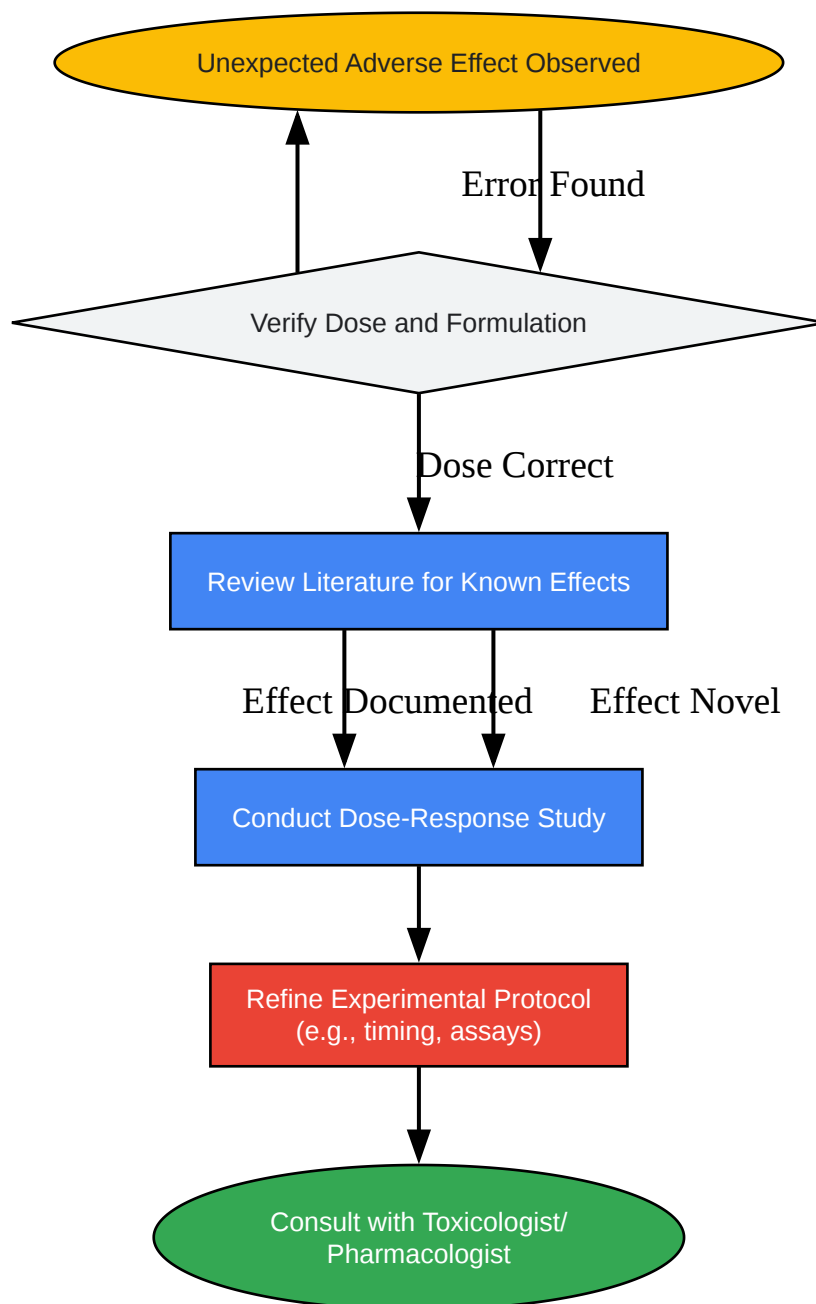 Unexpected Adverse Effect Observed
Error Found
Verify Dose and Formulation
Dose Correct
Review Literature for Known Effects
Effect Documented
Effect Novel
Conduct Dose-Response Study
Refine Experimental Protocol
(e.g., timing, assays)
Consult with Toxicologist/
Pharmacologist